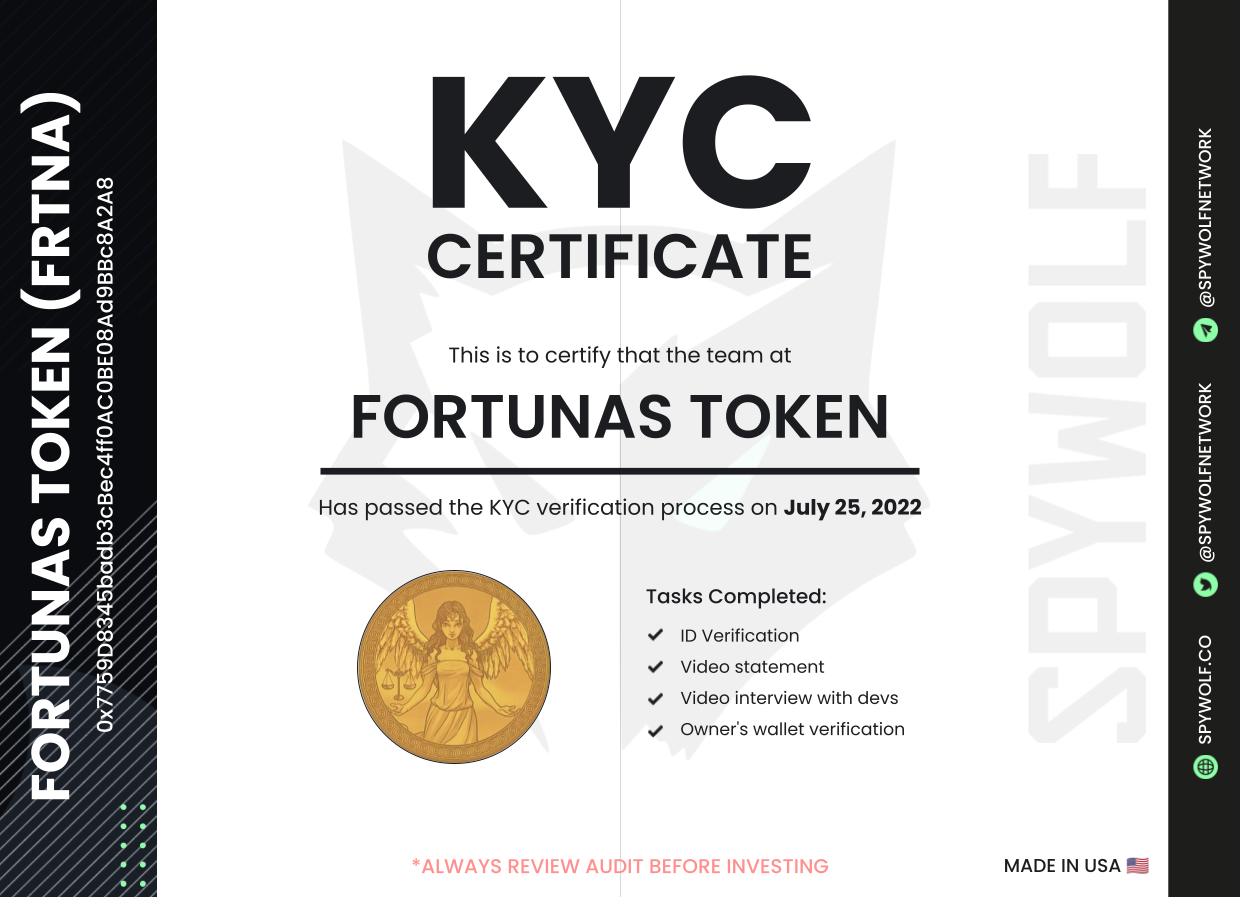 FORTUNAS TOKEN (FRTNA)
0x7759D8345badb3cBec4ff0AC0BE08Ad9BBc8A2A8
KYC
CERTIFICATE
This is to certify that the team at
FORTUNAS TOKEN
Has passed the KYC verification process on July 25, 2022
Tasks Completed:
ID Verification
Video statement
Video interview with devs
Owner's wallet verification
*ALWAYS REVIEW AUDIT BEFORE INVESTING
MADE IN USA 🇺🇸
SPYWOLF
@SPYWOLFNETWORK
@SPYWOLFNETWORK
SPYWOLF.CO